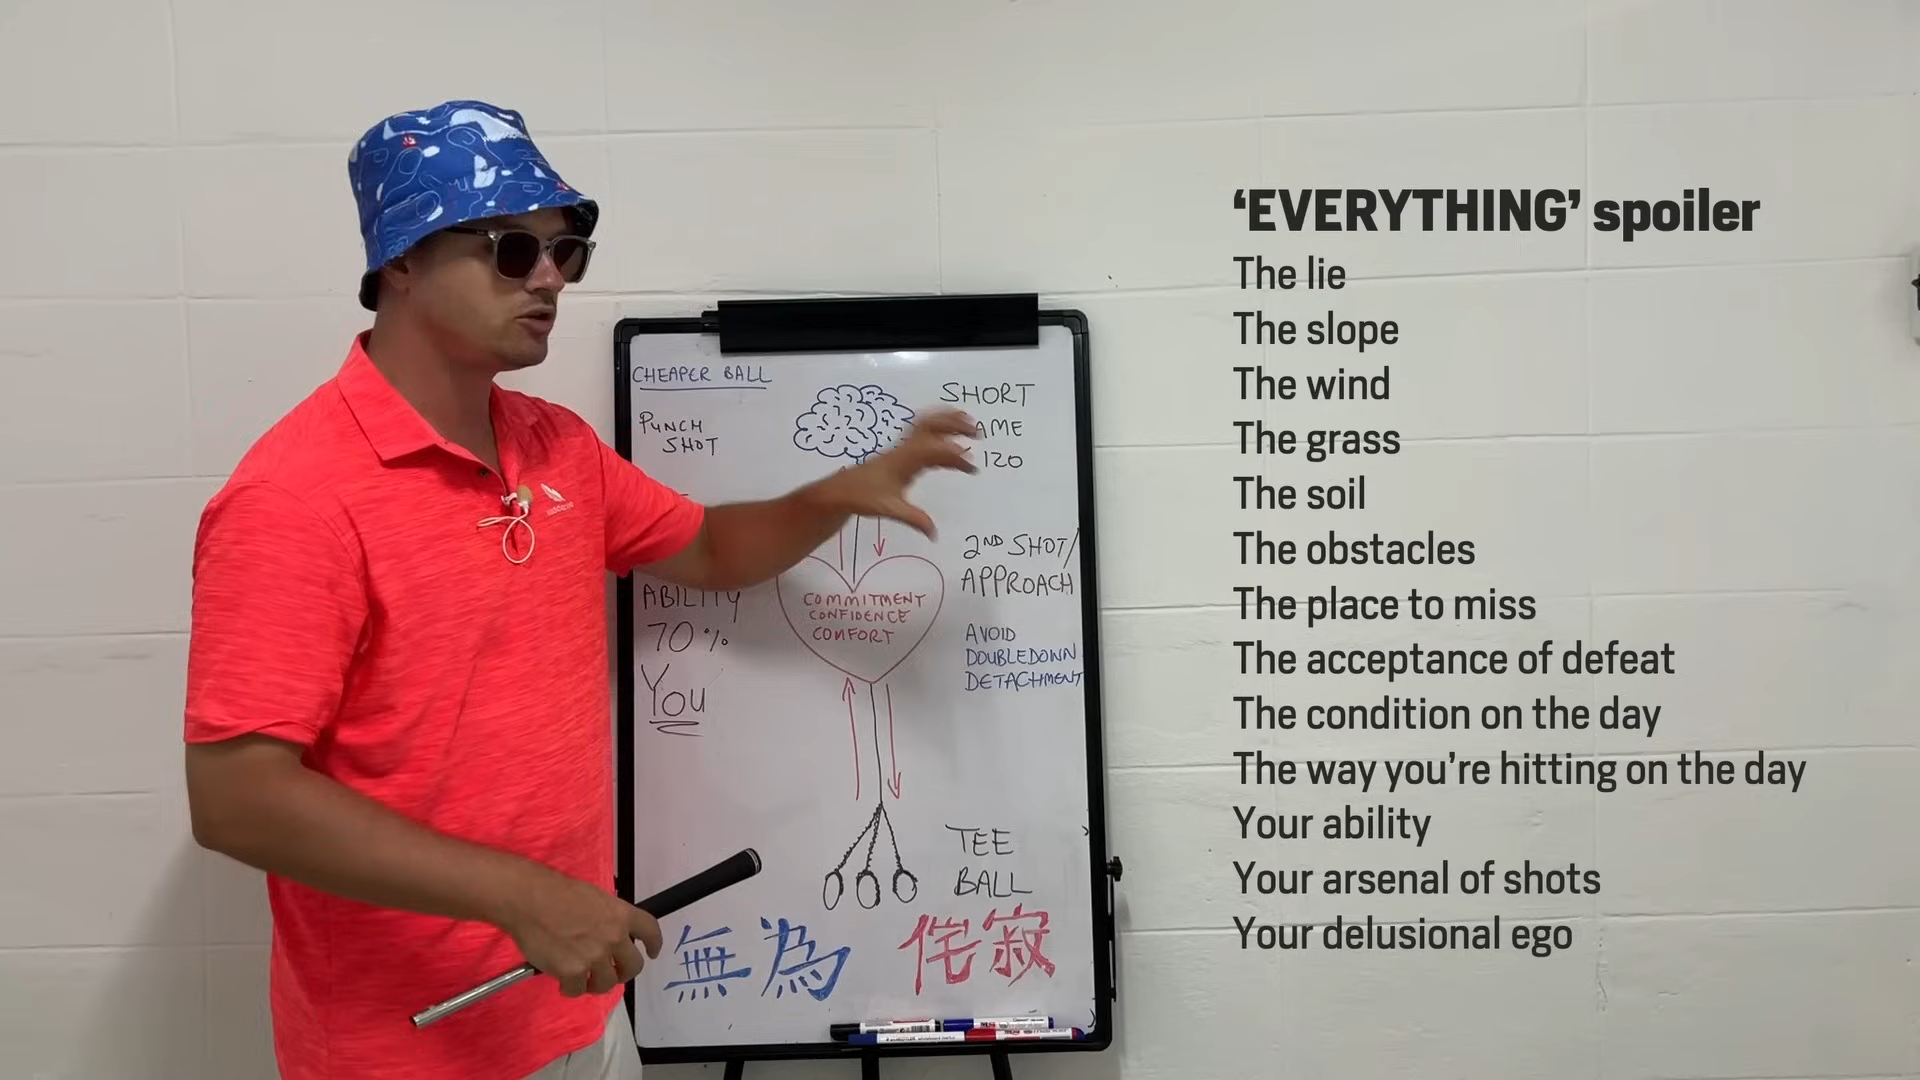 CHEAPER BALL
PUNCH
SHOT
ABILITY
70%
YOU
COMMITMENT
CONFIDENCE
COMFORT
SHORT
120
2ND SHOT/
APPROACH
AVOID
DOUBLEDOWN
DETACHMENT
TEE
BALL
無為 侘寂
‘EVERYTHING’ spoiler
The lie
The slope
The wind
The grass
The soil
The obstacles
The place to miss
The acceptance of defeat
The condition on the day
The way you’re hitting on the day
Your ability
Your arsenal of shots
Your delusional ego